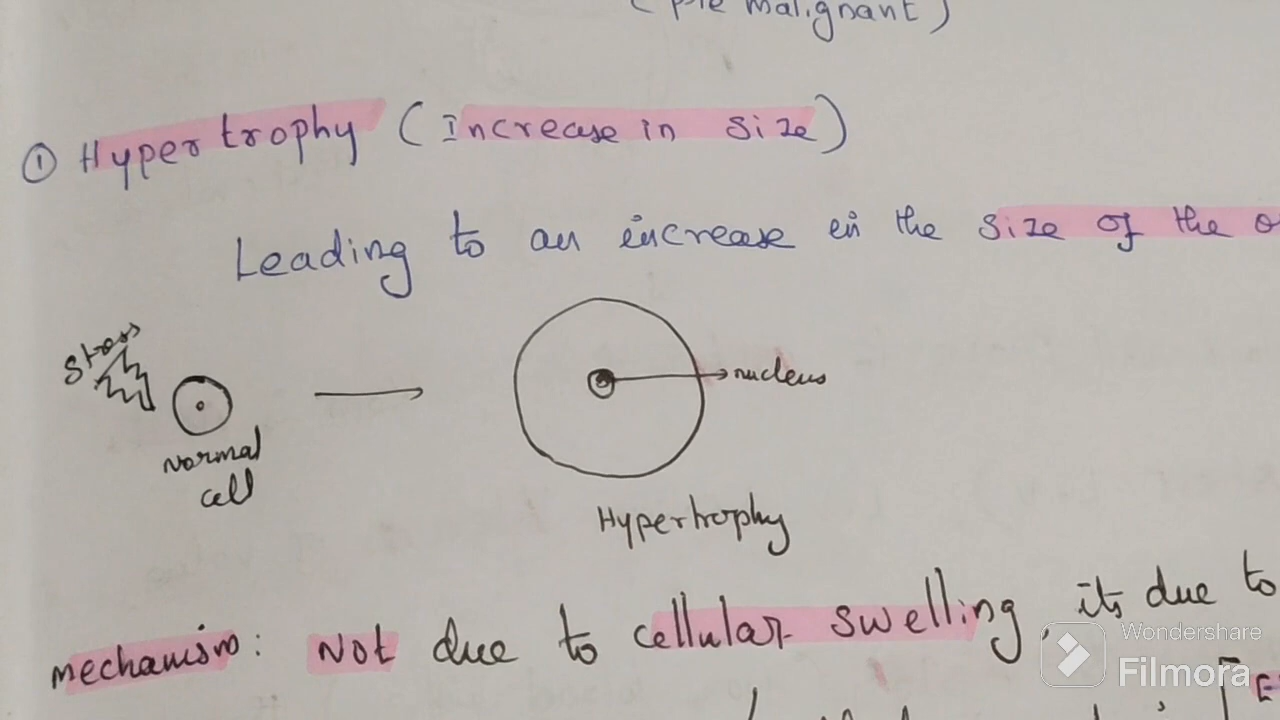 (Pre malignant)
① Hypertrophy (Increase in size)
Leading to an increase in the size of the
Stress
nucleus
Normal
cell
Hypertrophy
mechanism: Not due to cellular swelling, its due to
Wondershare
Filmora